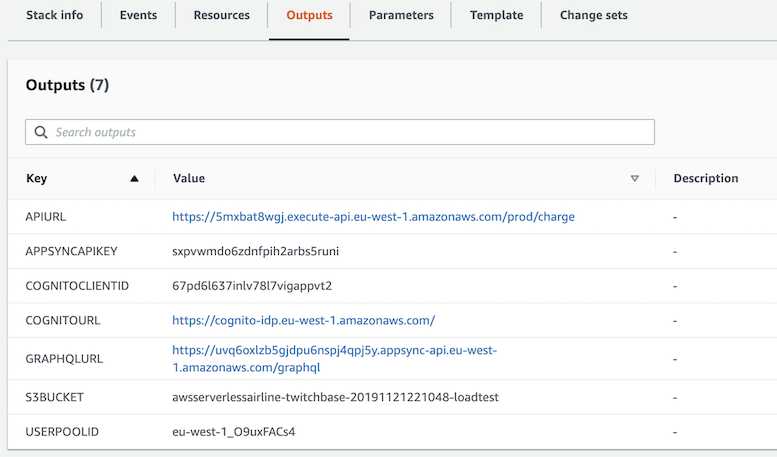 Stack info Events Resources Outputs Parameters Template Change sets
Outputs (7)
Search outputs
Key Value Description
APIURL https://5mxbat8wgj.execute-api.eu-west-1.amazonaws.com/prod/charge -
APPSYNCAPIKEY sxpvwmdo6zdnfpih2arbs5runi -
COGNITOCLIENTID 67pd6l637inlv78l7vigappvt2 -
COGNITOURL https://cognito-idp.eu-west-1.amazonaws.com/ -
https://uvq6oxlzb5gjdpu6nspj4qpj5y.appsync-api.eu-west-
GRAPHQLURL -
1.amazonaws.com/graphql
S3BUCKET awsserverlessairline-twitchbase-20191121221048-loadtest -
USERPOOLID eu-west-1_O9uxFACs4 -